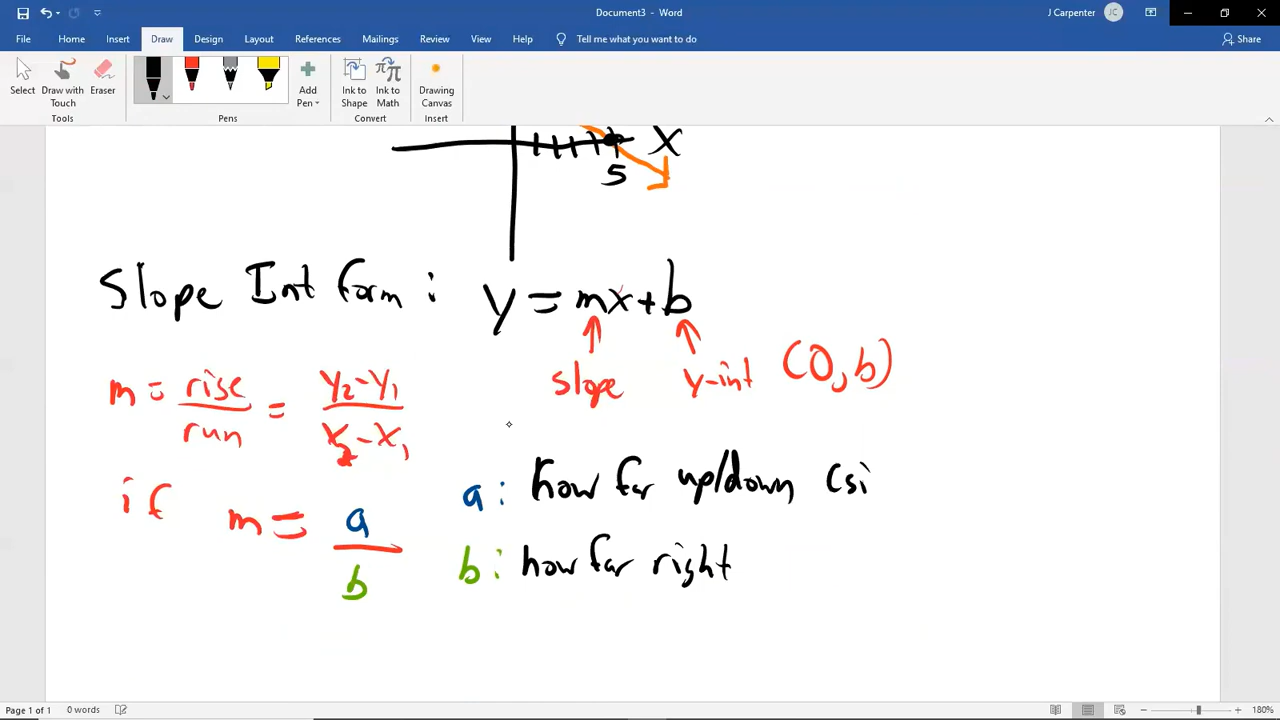 Document3 - Word
J Carpenter JC
File Home Insert Draw Design Layout References Mailings Review View Help Tell me what you want to do Share
Select Draw with Touch Eraser Add Pen Ink to Shape Ink to Math Drawing Canvas
Tools Pens Convert Insert
X
5
Slope Int form: y = mx+b
slope y-int (0, b)
m = rise/run = y₂-y₁/x₂-x₁
if m = a/b
a: how far up/down (si
b: how far right
Page 1 of 1 0 words 180%